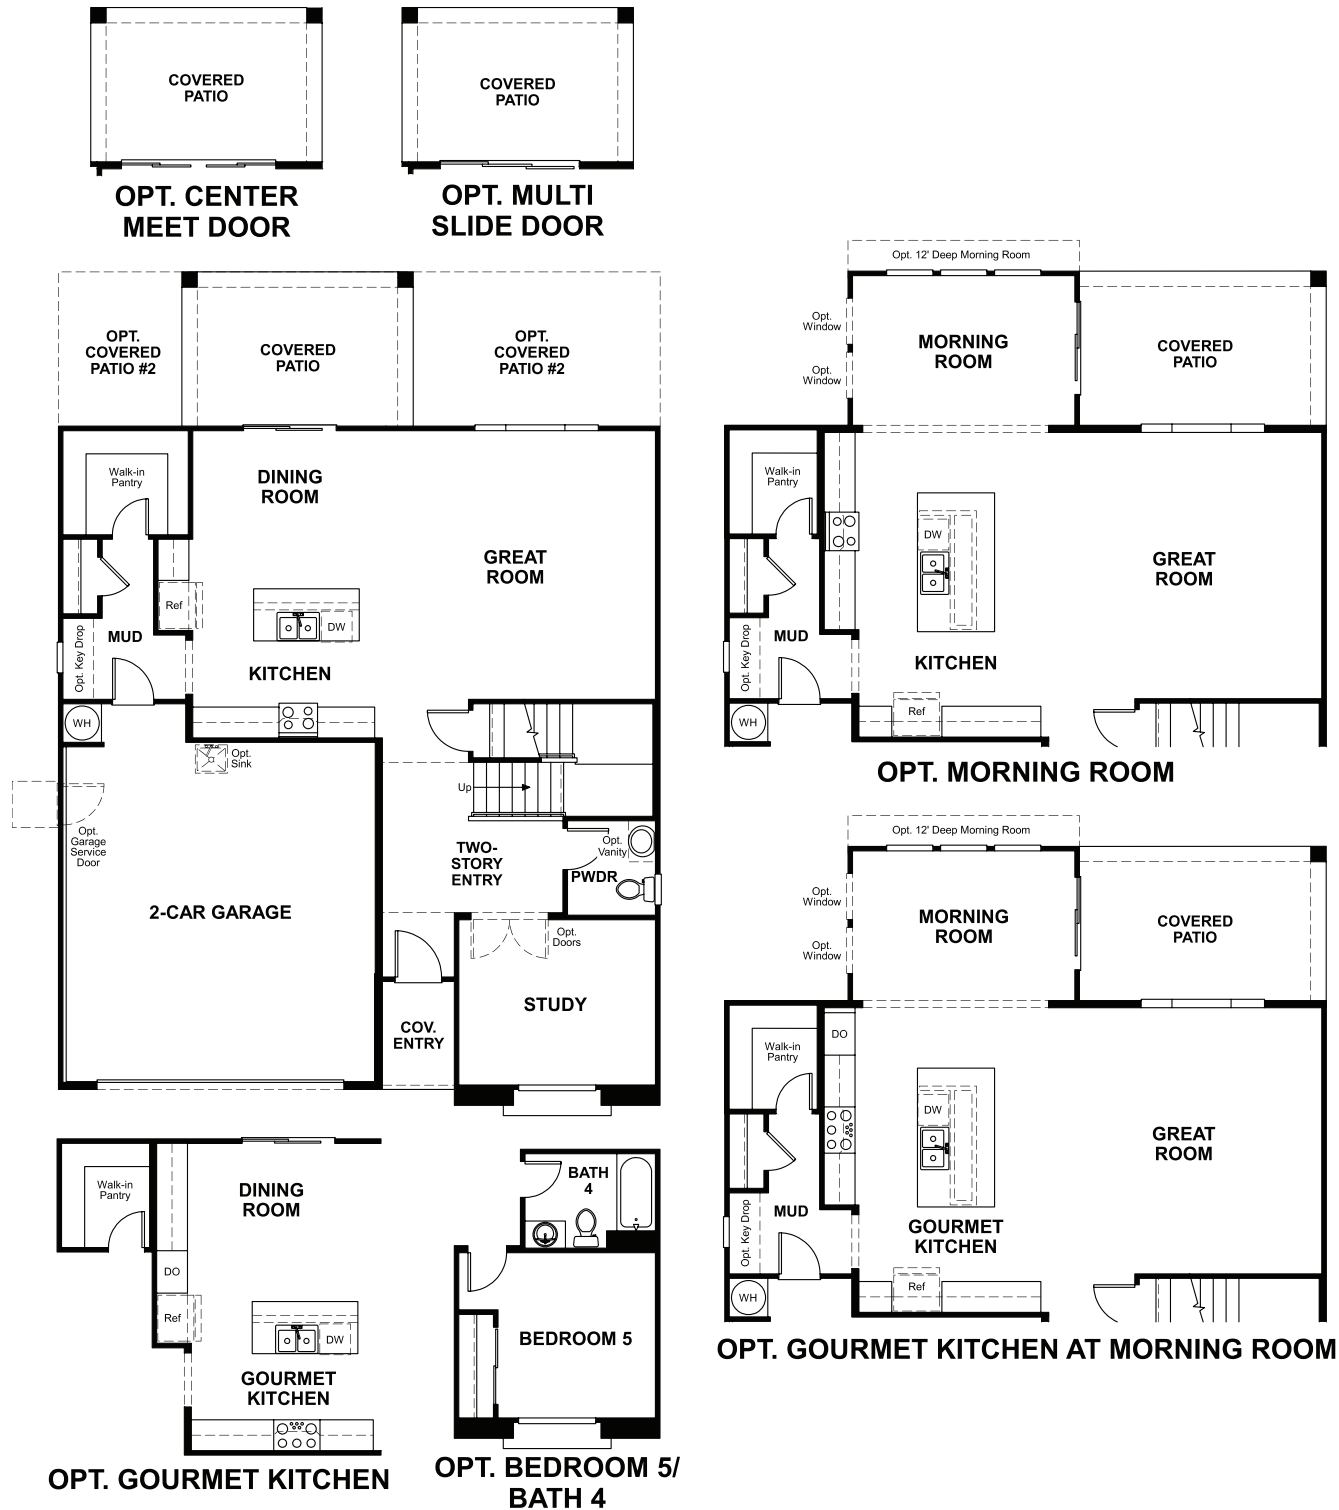 COVERED
PATIO
OPT. CENTER
MEET DOOR
COVERED
PATIO
OPT. MULTI
SLIDE DOOR
OPT.
COVERED
PATIO #2
COVERED
PATIO
OPT.
COVERED
PATIO #2
Walk-in
Pantry
DINING
ROOM
GREAT
ROOM
Ref
MUD
Opt. Key Drop
DW
KITCHEN
WH
Opt.
Sink
Up
Opt.
Garage
Service
Door
TWO-
STORY
ENTRY
Opt.
Vanity
PWDR
2-CAR GARAGE
Opt.
Doors
STUDY
COV.
ENTRY
Walk-in
Pantry
DINING
ROOM
DO
Ref
DW
GOURMET
KITCHEN
OPT. GOURMET KITCHEN
BATH
4
BEDROOM 5
OPT. BEDROOM 5/
BATH 4
Opt. 12' Deep Morning Room
Opt.
Window
Opt.
Window
MORNING
ROOM
COVERED
PATIO
Walk-in
Pantry
DW
GREAT
ROOM
MUD
Opt. Key Drop
KITCHEN
Ref
WH
OPT. MORNING ROOM
Opt. 12' Deep Morning Room
Opt.
Window
Opt.
Window
MORNING
ROOM
COVERED
PATIO
DO
Walk-in
Pantry
DW
GREAT
ROOM
MUD
Opt. Key Drop
GOURMET
KITCHEN
Ref
WH
OPT. GOURMET KITCHEN AT MORNING ROOM